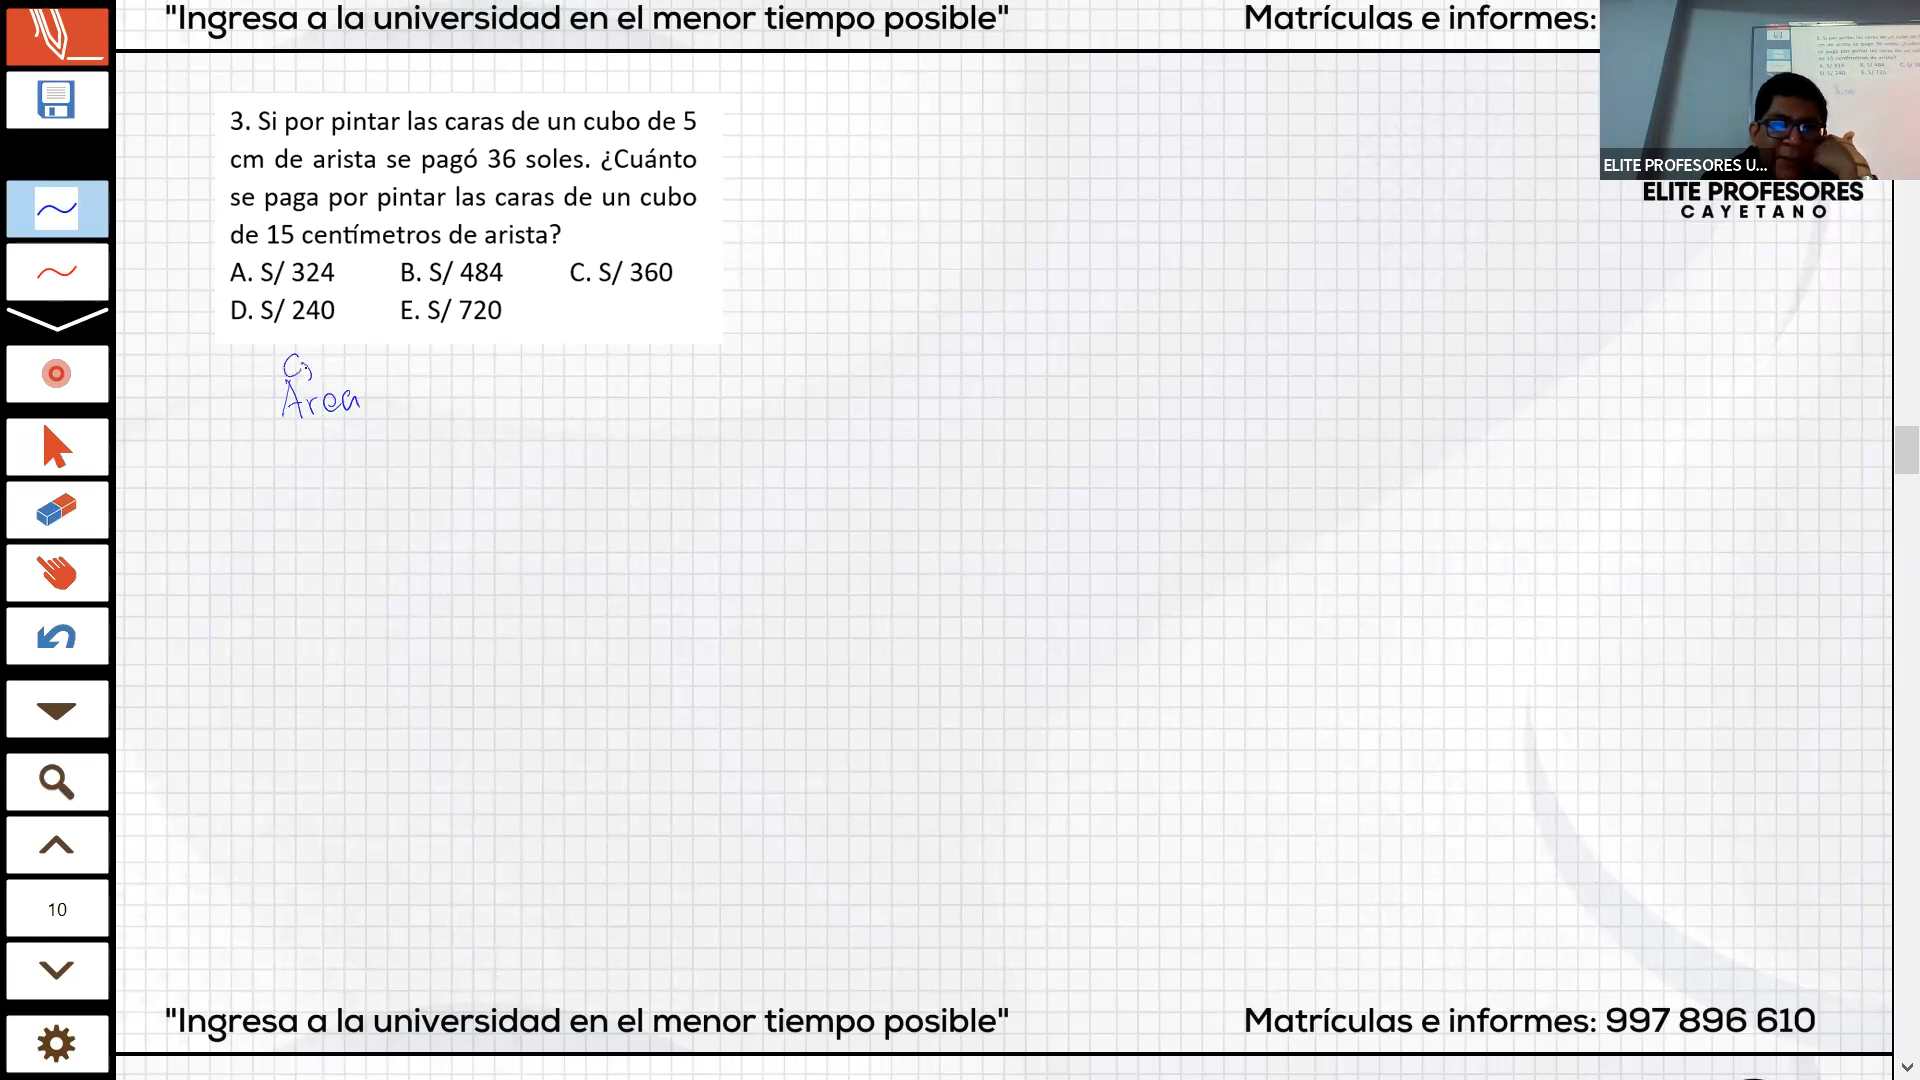 "Ingresa a la universidad en el menor tiempo posible" Matrículas e informes:
ELITE PROFESORES U...
ELITE PROFESORES
CAYETANO
3. Si por pintar las caras de un cubo de 5
cm de arista se pagó 36 soles. ¿Cuánto
se paga por pintar las caras de un cubo
de 15 centímetros de arista?
A. S/ 324 B. S/ 484 C. S/ 360
D. S/ 240 E. S/ 720
Area
10
"Ingresa a la universidad en el menor tiempo posible" Matrículas e informes: 997 896 610